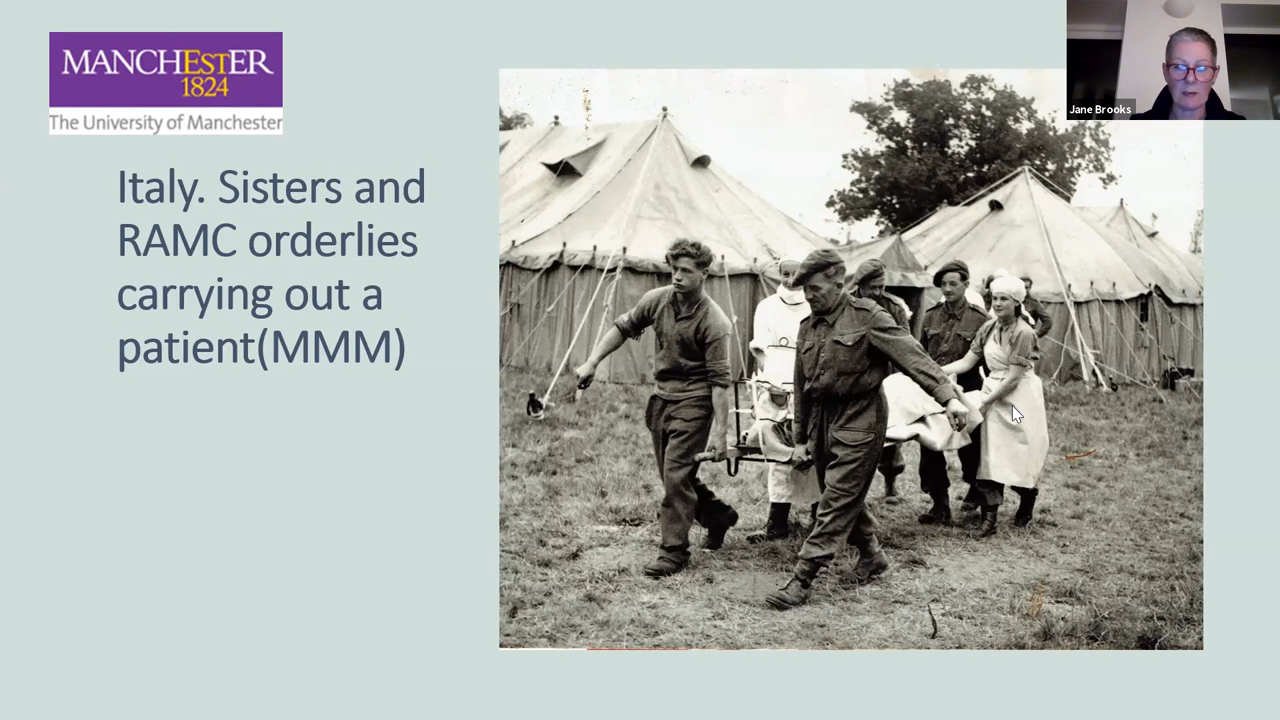 MANCHEsTER
1824
The University of Manchester
Jane Brooks
Italy. Sisters and
RAMC orderlies
carrying out a
patient(MMM)